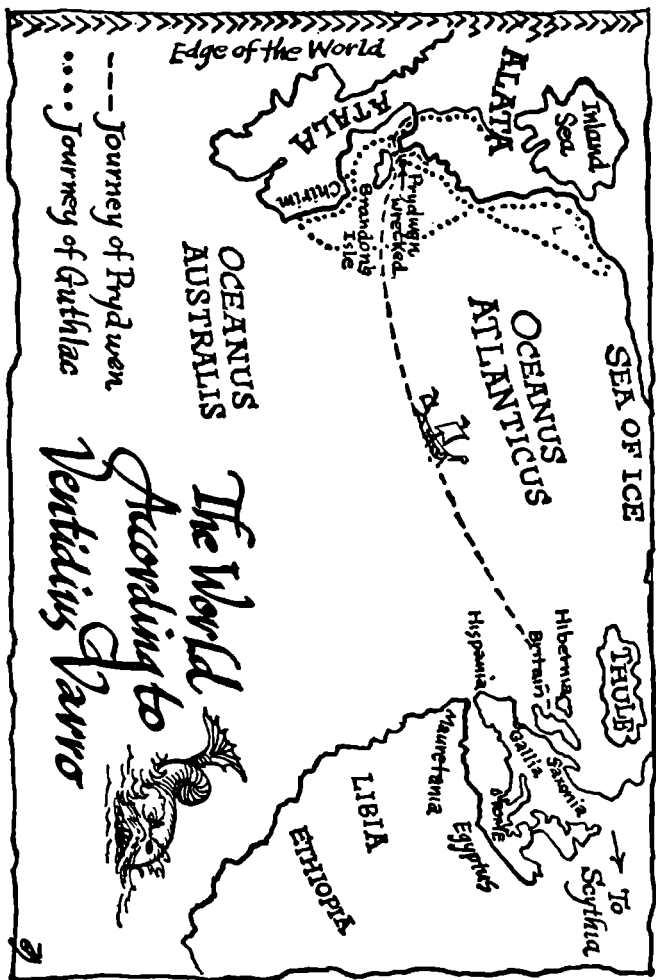 Edge of the World
Inland
Sea
ALATA
ATALA
Chirim
Prydwen
wrecked
Brandon's
Isle
SEA OF ICE
OCEANUS
ATLANTICUS
THULE
Hibernia
Britain
Hispania
Gallia
Saxonia
Rome
→ To
Scythia
Mauretania
Egyptus
LIBIA
ETHIOPIA
OCEANUS
AUSTRALIS
--- Journey of Prydwen
•••• Journey of Guthlac
The World
According to
Ventidius Varro